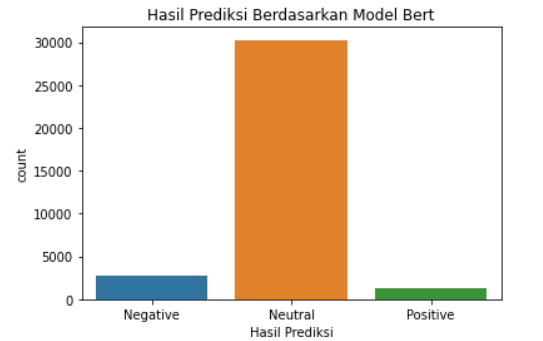 Hasil Prediksi Berdasarkan Model Bert
30000
25000
20000
15000
10000
5000
0
count
Negative Neutral Positive
Hasil Prediksi